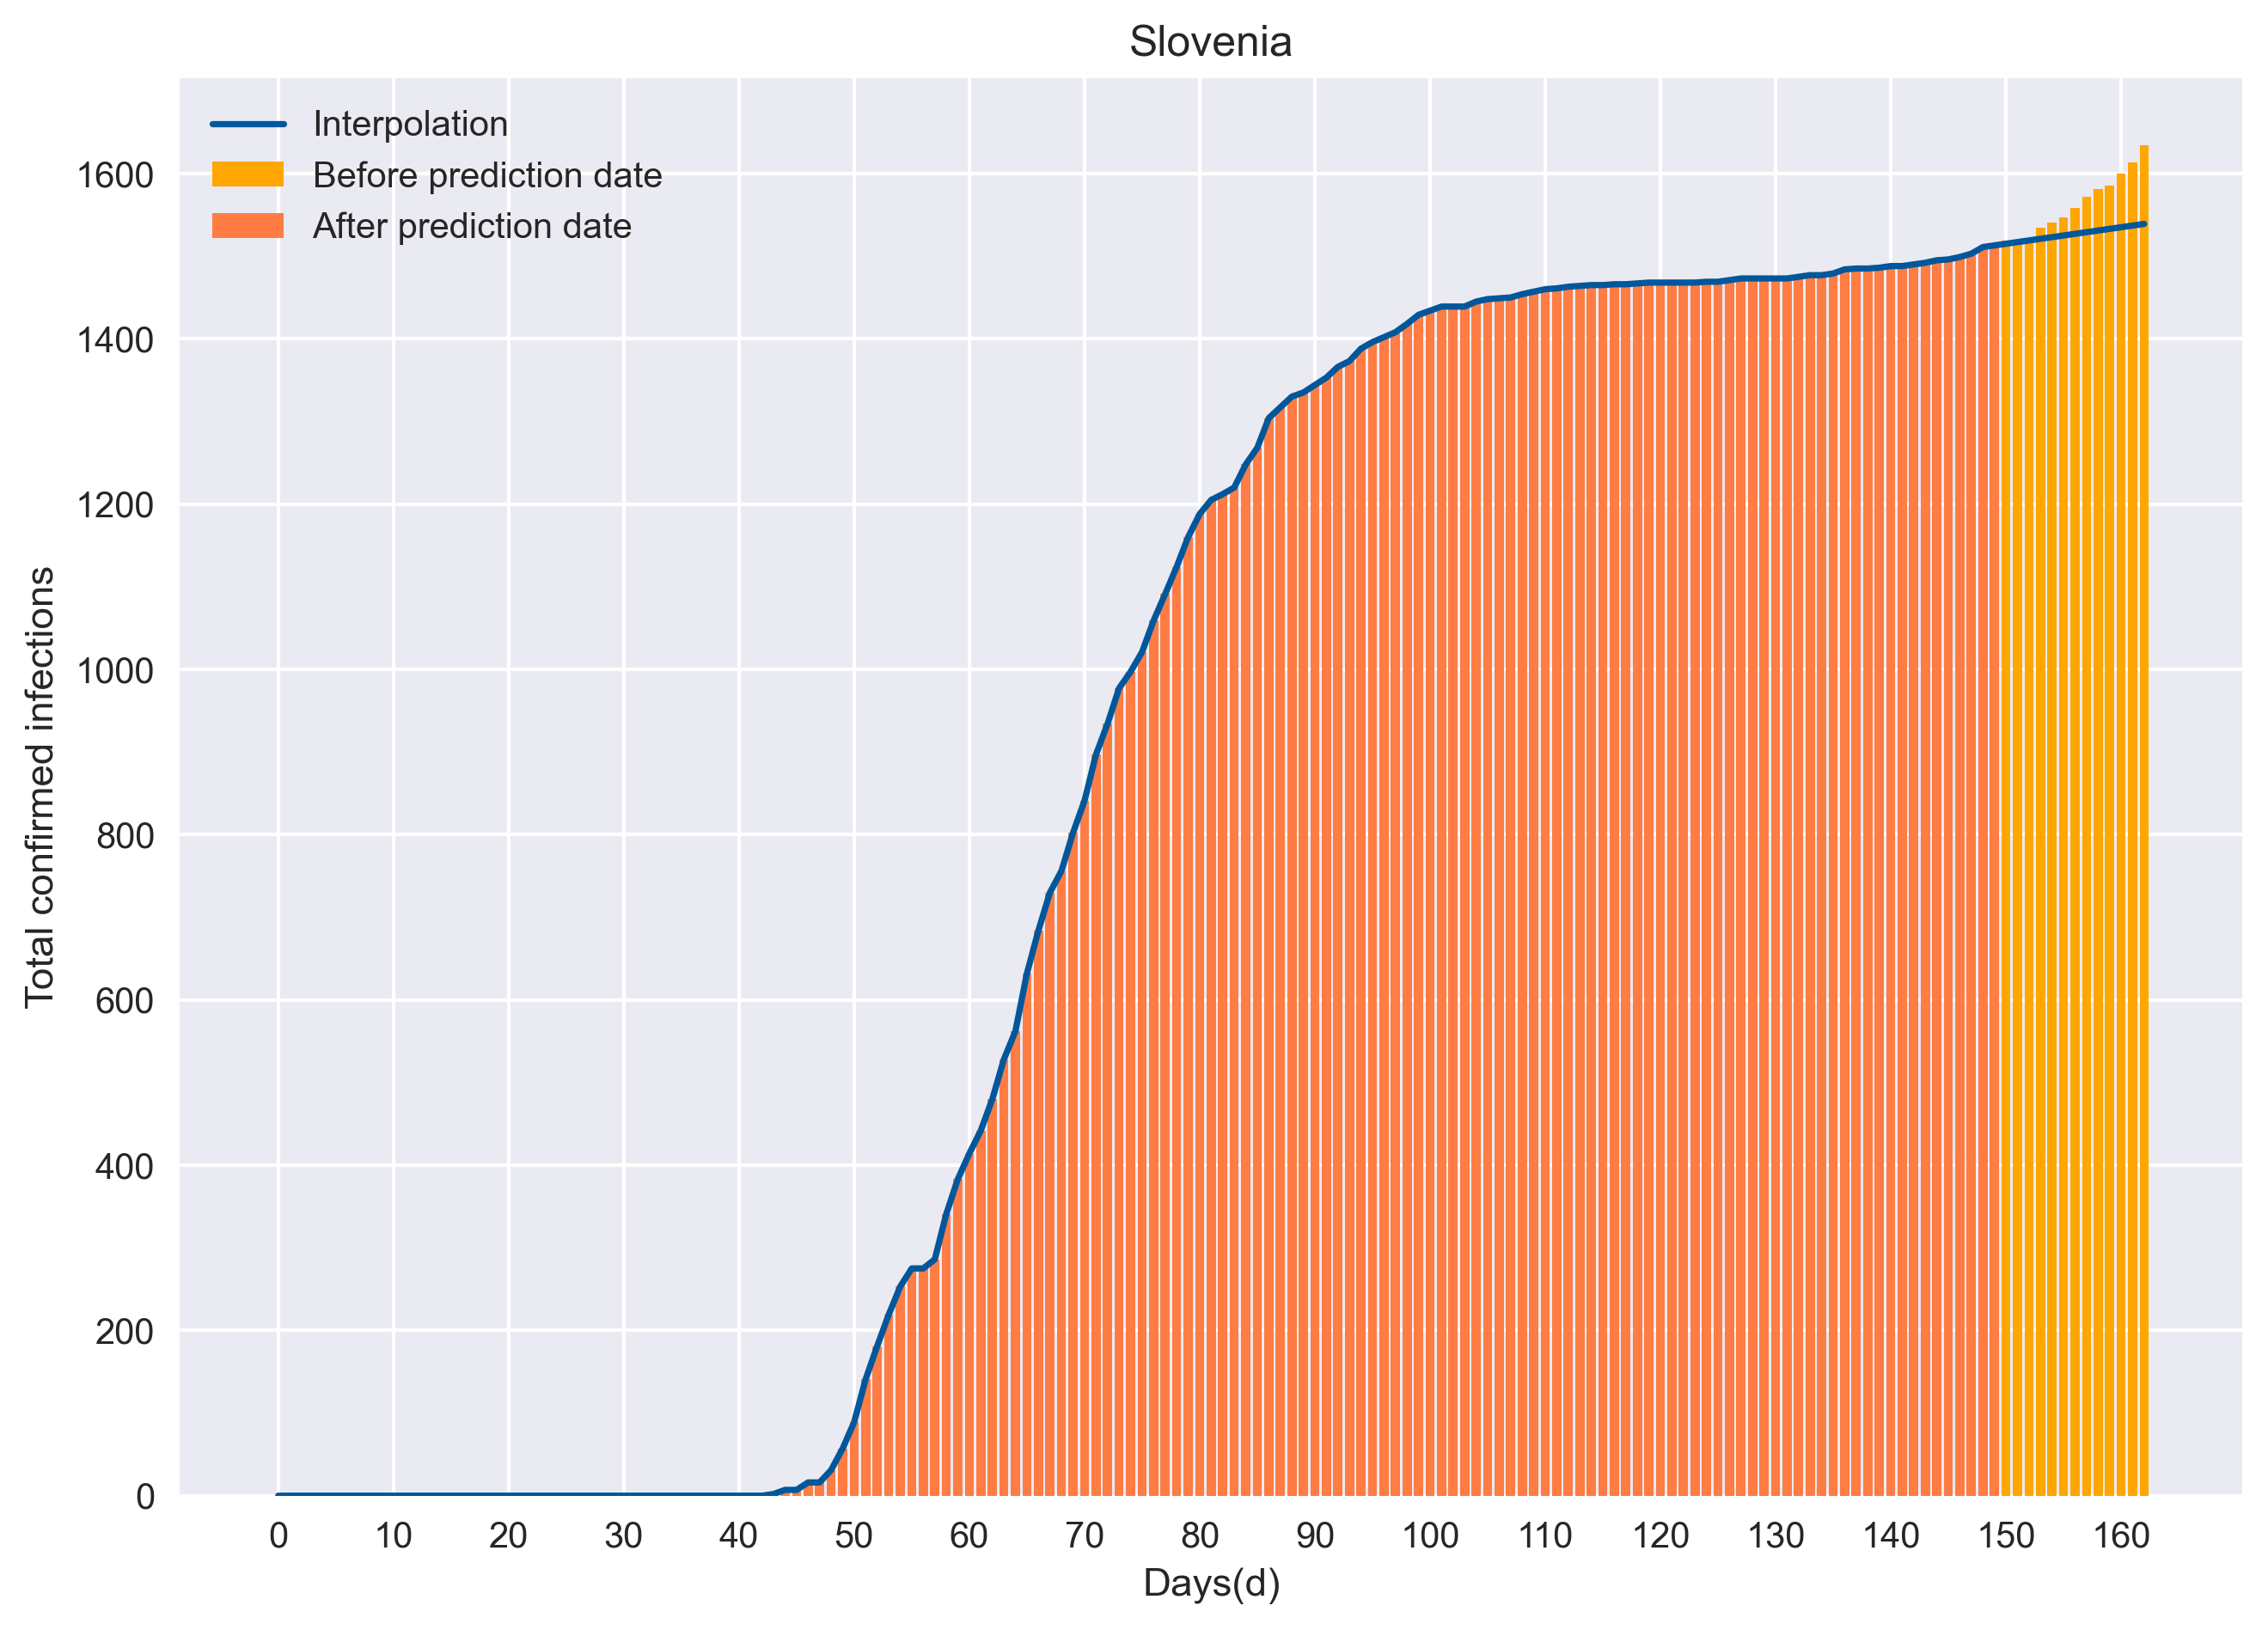 Slovenia
Interpolation
Before prediction date
After prediction date
Total confirmed infections
1600
1400
1200
1000
800
600
400
200
0
0 10 20 30 40 50 60 70 80 90 100 110 120 130 140 150 160
Days(d)